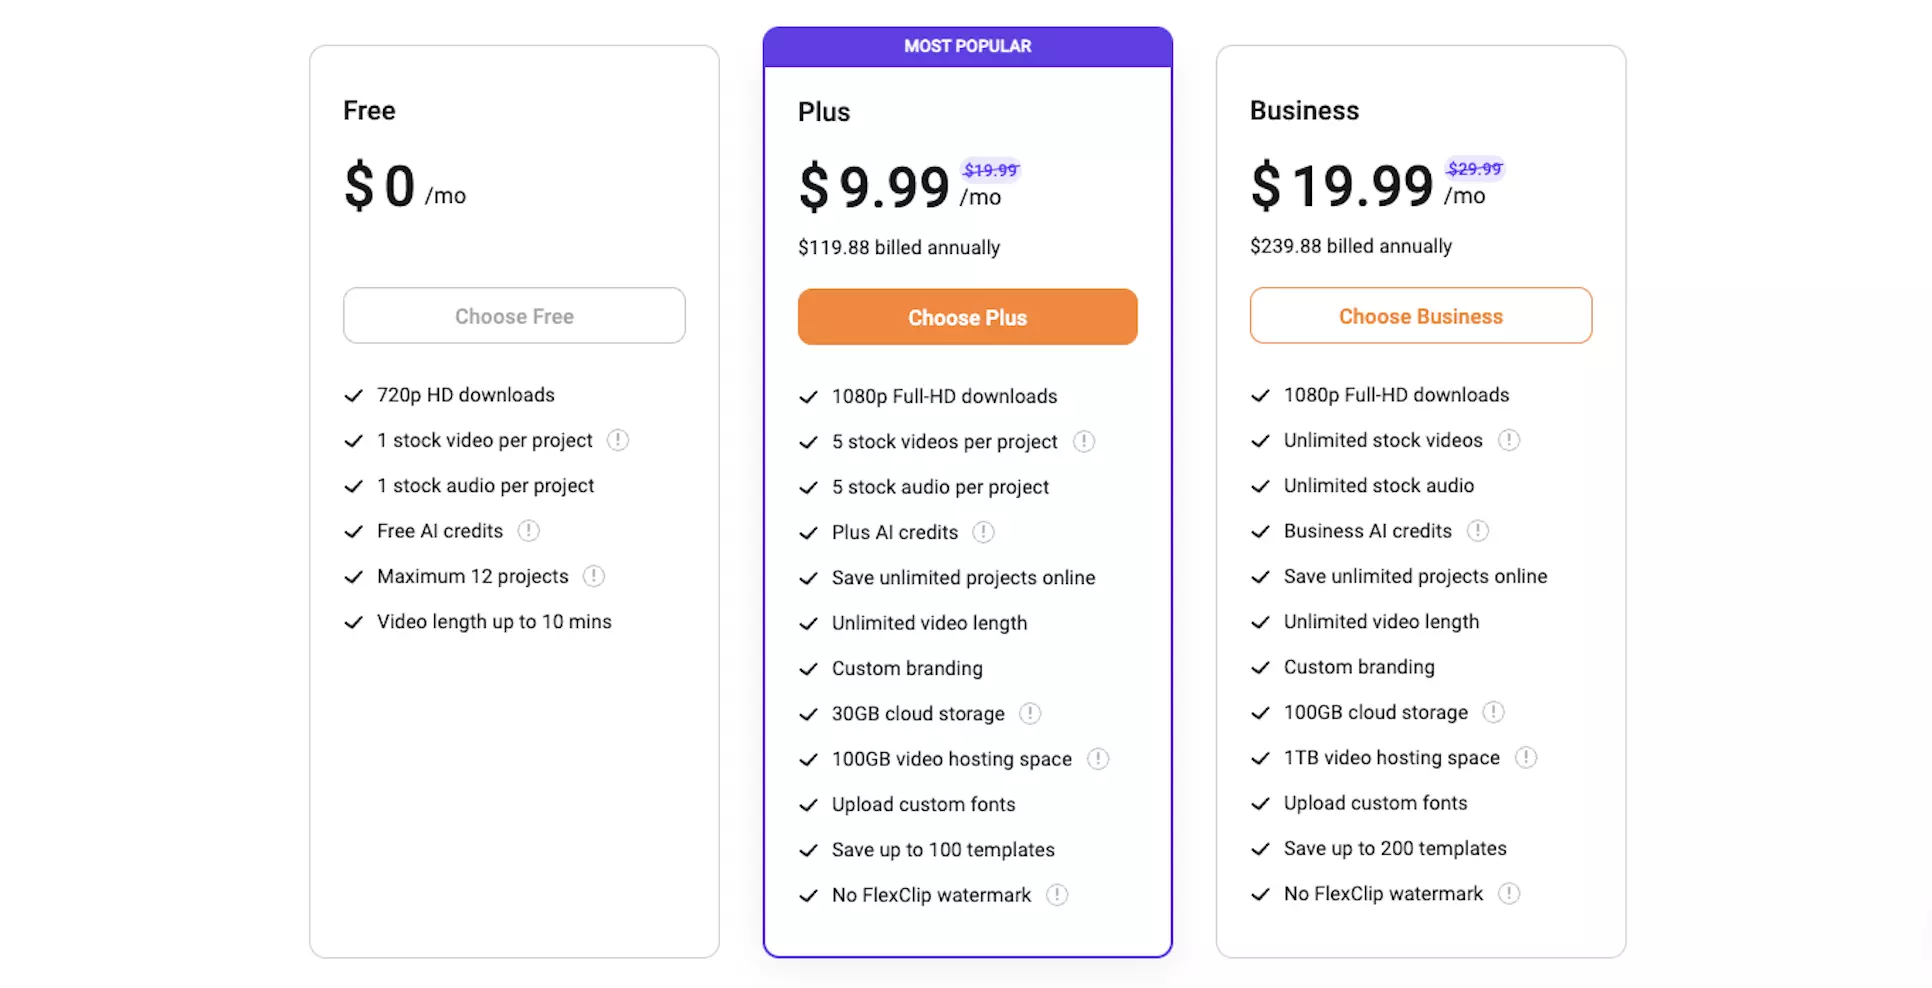 Free
$0 /mo
Choose Free
720p HD downloads
1 stock video per project
1 stock audio per project
Free AI credits
Maximum 12 projects
Video length up to 10 mins
MOST POPULAR
Plus
$9.99 $19.99 /mo
$119.88 billed annually
Choose Plus
1080p Full-HD downloads
5 stock videos per project
5 stock audio per project
Plus AI credits
Save unlimited projects online
Unlimited video length
Custom branding
30GB cloud storage
100GB video hosting space
Upload custom fonts
Save up to 100 templates
No FlexClip watermark
Business
$19.99 $29.99 /mo
$239.88 billed annually
Choose Business
1080p Full-HD downloads
Unlimited stock videos
Unlimited stock audio
Business AI credits
Save unlimited projects online
Unlimited video length
Custom branding
100GB cloud storage
1TB video hosting space
Upload custom fonts
Save up to 200 templates
No FlexClip watermark